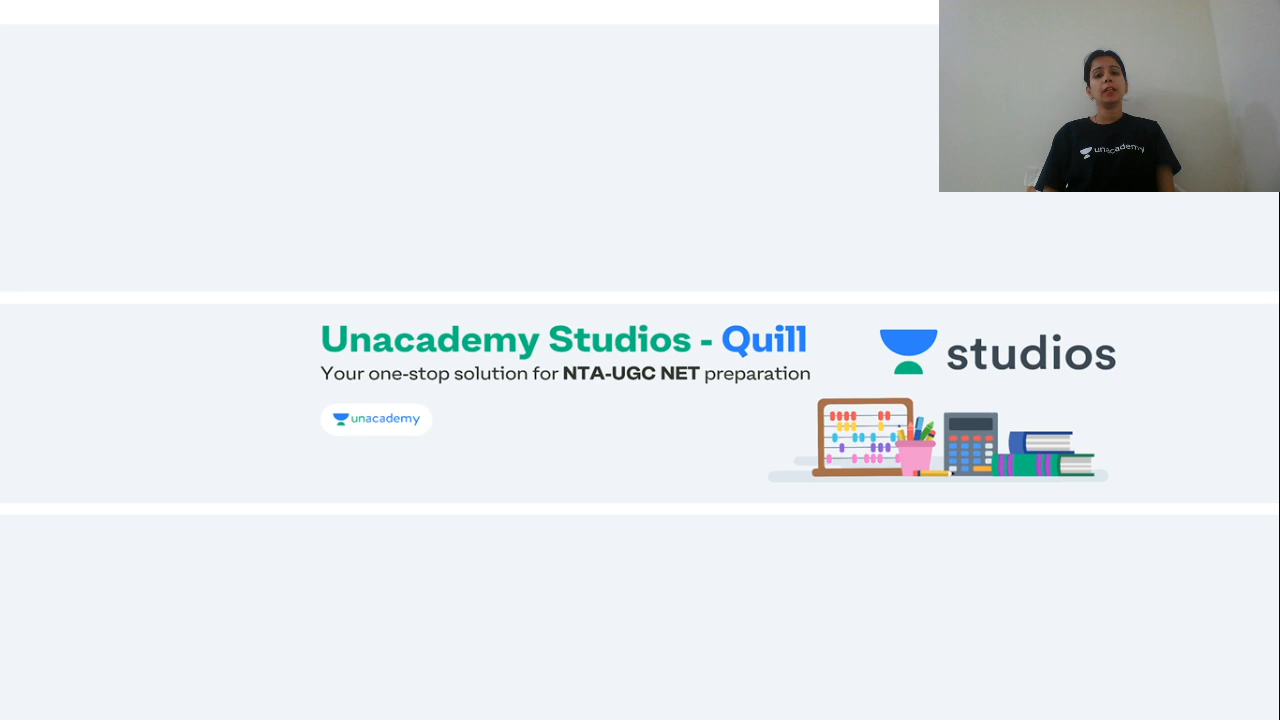 unacademy
Unacademy Studios - Quill
studios
Your one-stop solution for NTA-UGC NET preparation
unacademy